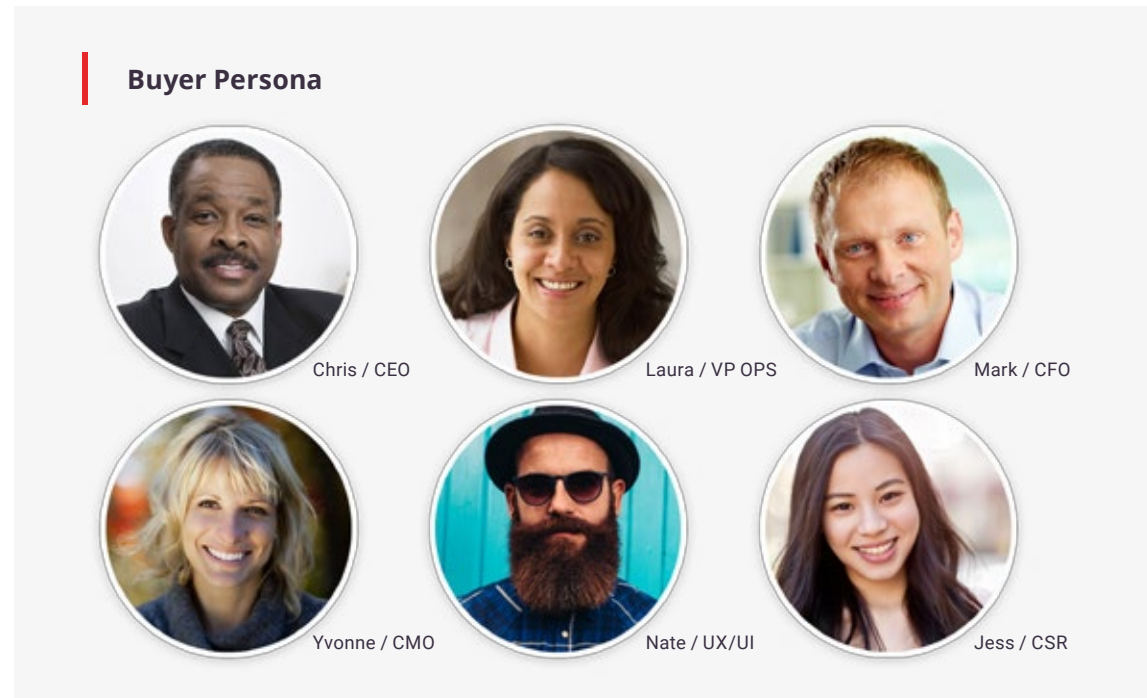 Buyer Persona
Chris / CEO
Laura / VP OPS
Mark / CFO
Yvonne / CMO
Nate / UX/UI
Jess / CSR